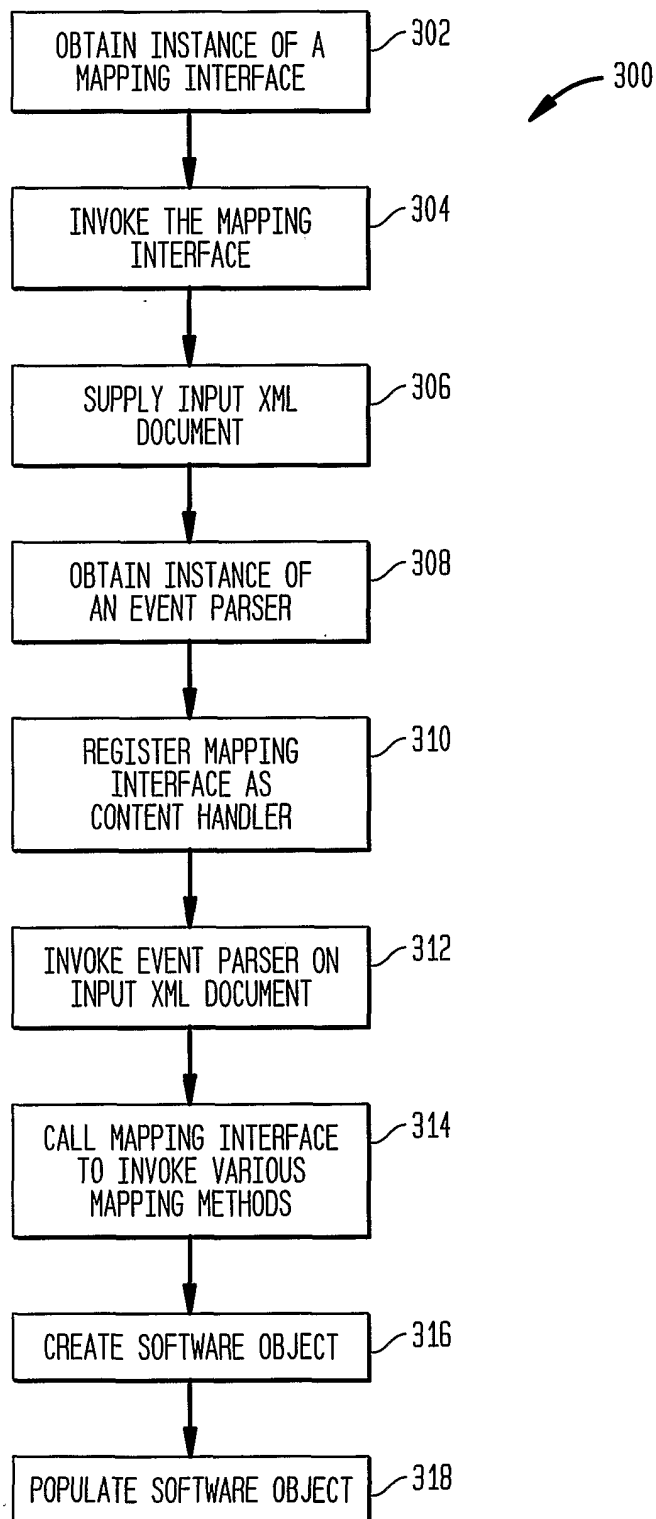 OBTAIN INSTANCE OF A
MAPPING INTERFACE
302
300
INVOKE THE MAPPING
INTERFACE
304
SUPPLY INPUT XML
DOCUMENT
306
OBTAIN INSTANCE OF
AN EVENT PARSER
308
REGISTER MAPPING
INTERFACE AS
CONTENT HANDLER
310
INVOKE EVENT PARSER ON
INPUT XML DOCUMENT
312
CALL MAPPING INTERFACE
TO INVOKE VARIOUS
MAPPING METHODS
314
CREATE SOFTWARE OBJECT
316
POPULATE SOFTWARE OBJECT
318